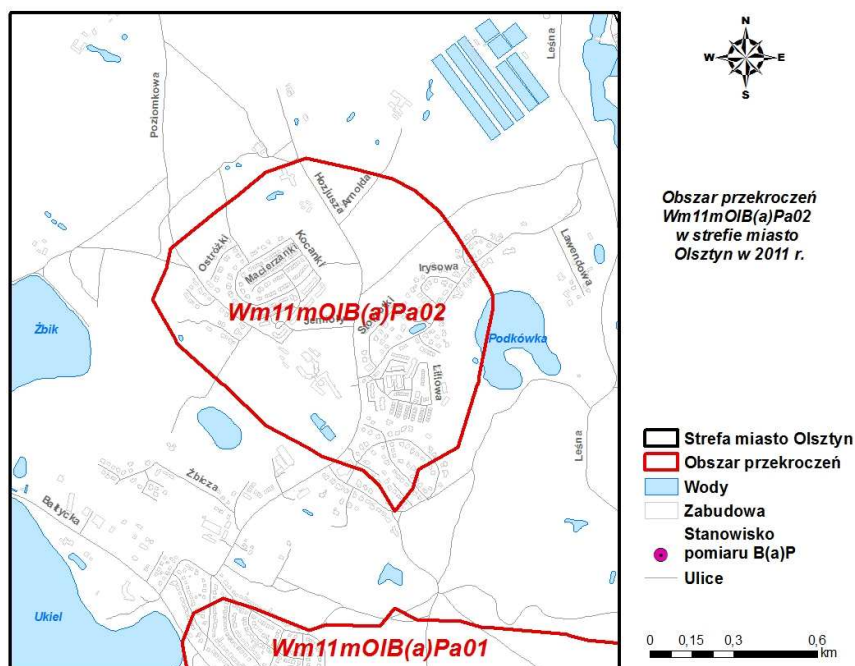 Poziomkowa
Leśna
Hozjusza
Arnolda
Ostróżki
Kocanki
Macierzanki
Irysowa
Lawendowa
Wm11mOlB(a)Pa02
Żbik
Podkówka
Liliowa
Leśna
Żbicza
Bałtycka
Ukiel
Wm11mOlB(a)Pa01
N
W E
S
Obszar przekroczeń
Wm11mOlB(a)Pa02
w strefie miasto
Olsztyn w 2011 r.
Strefa miasto Olsztyn
Obszar przekroczeń
Wody
Zabudowa
Stanowisko
pomiaru B(a)P
Ulice
0 0,15 0,3 0,6
km